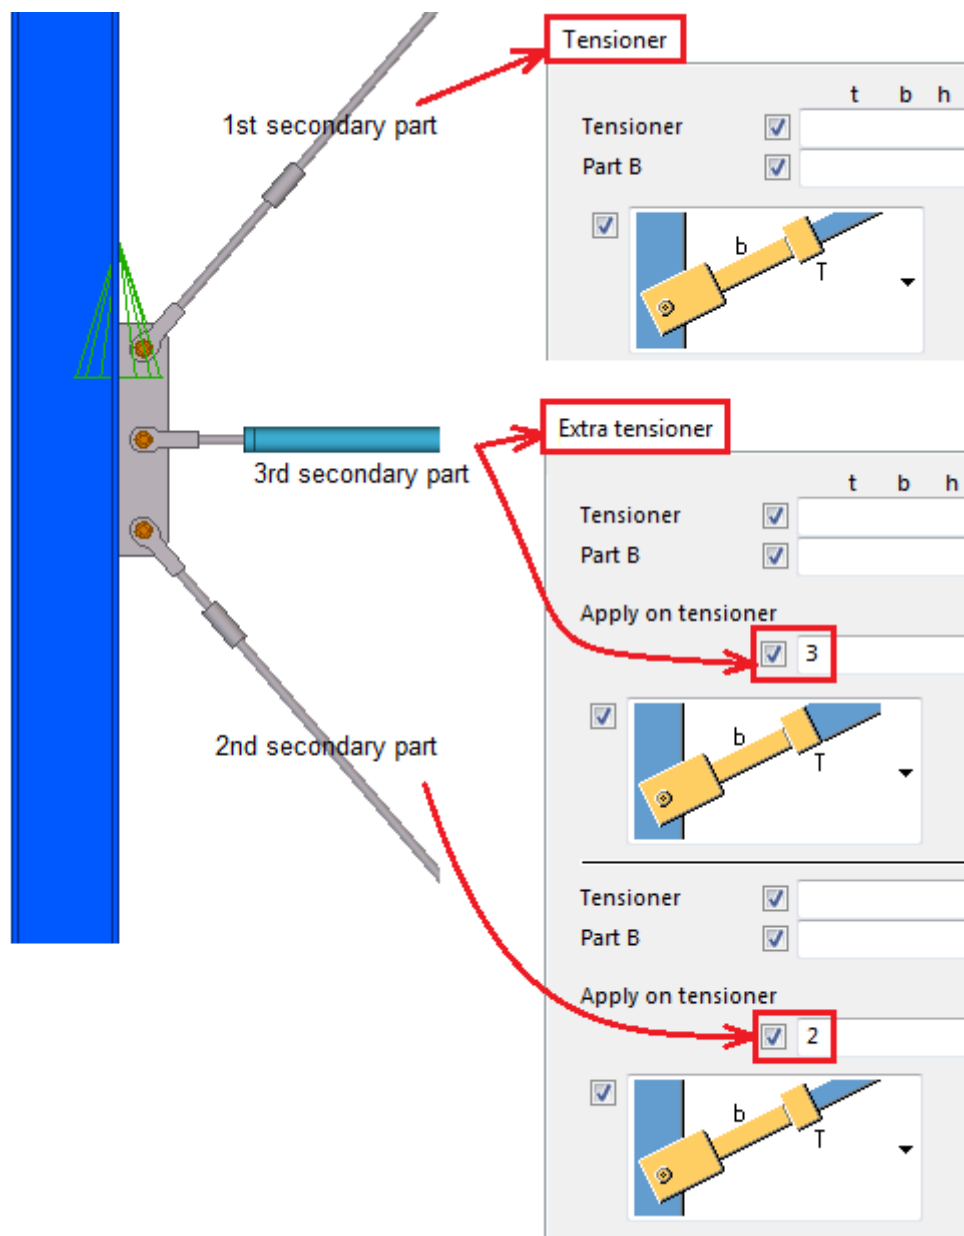 Tensioner
1st secondary part
t b h
Tensioner
Part B
b
T
3rd secondary part
Extra tensioner
t b h
Tensioner
Part B
Apply on tensioner
3
b
T
2nd secondary part
Tensioner
Part B
Apply on tensioner
2
b
T